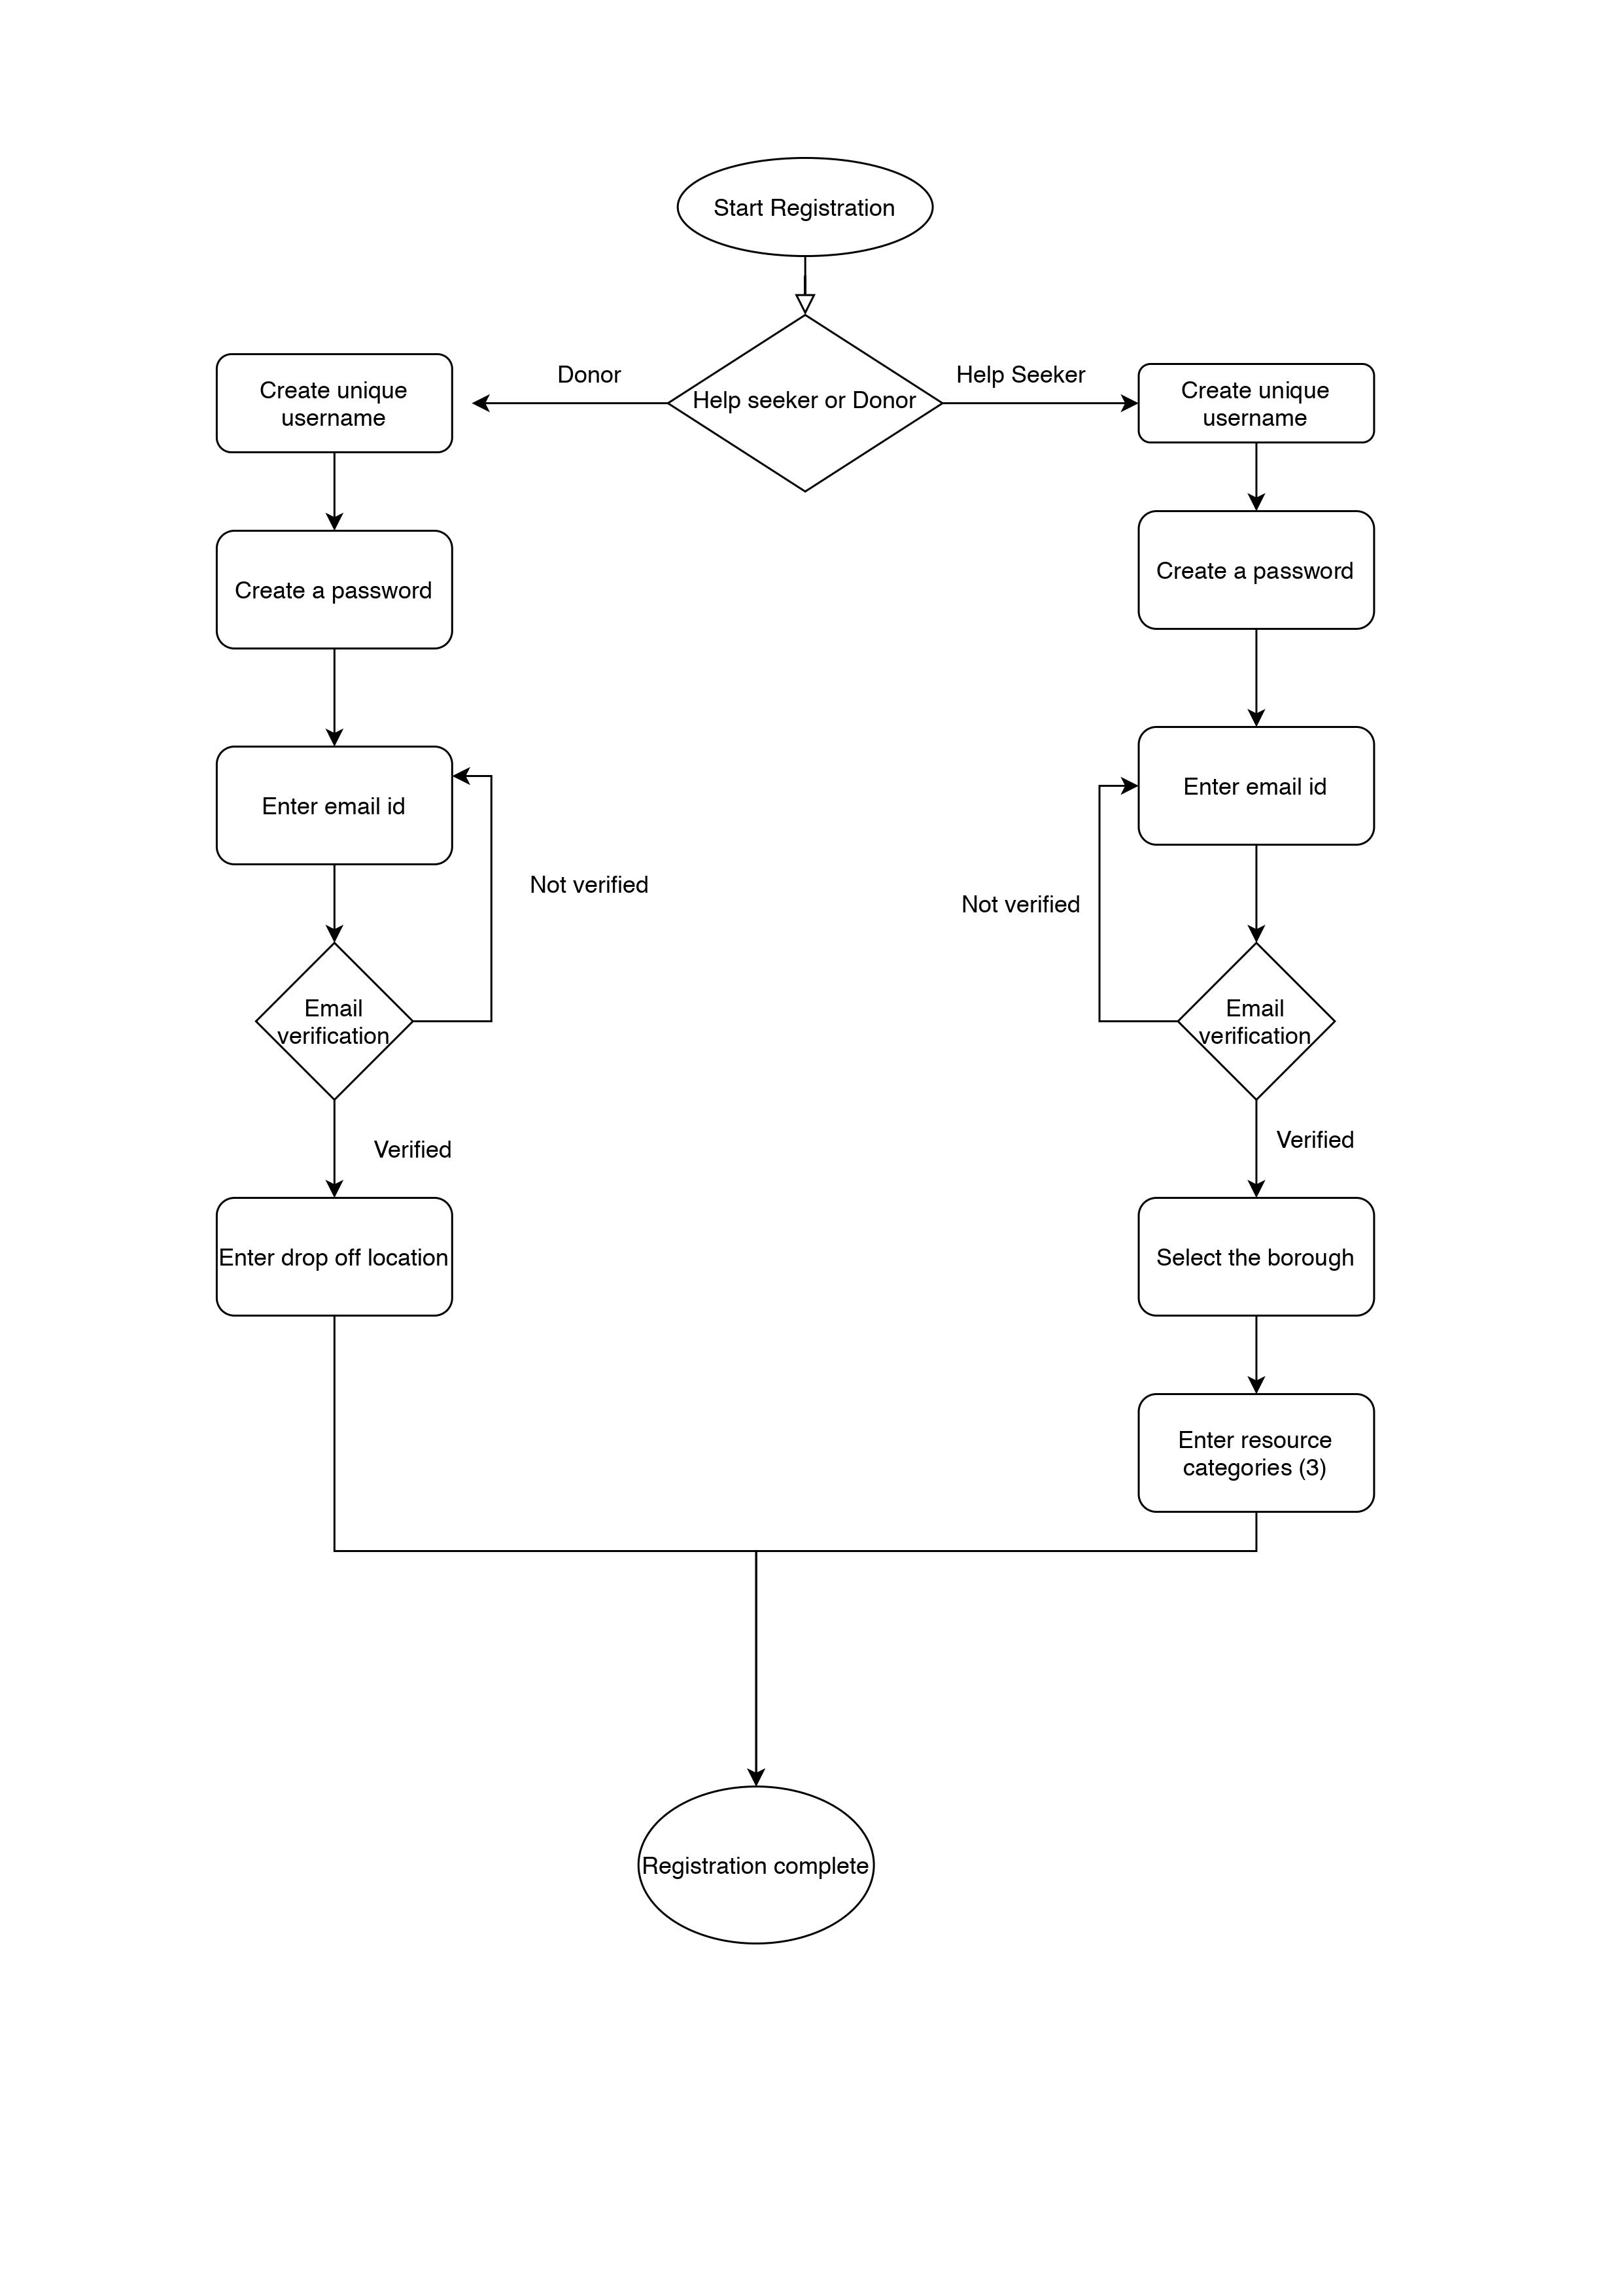 Start Registration
Donor
Help Seeker
Create unique
username
Help seeker or Donor
Create unique
username
Create a password
Create a password
Enter email id
Enter email id
Not verified
Not verified
Email
verification
Email
verification
Verified
Verified
Enter drop off location
Select the borough
Enter resource
categories (3)
Registration complete